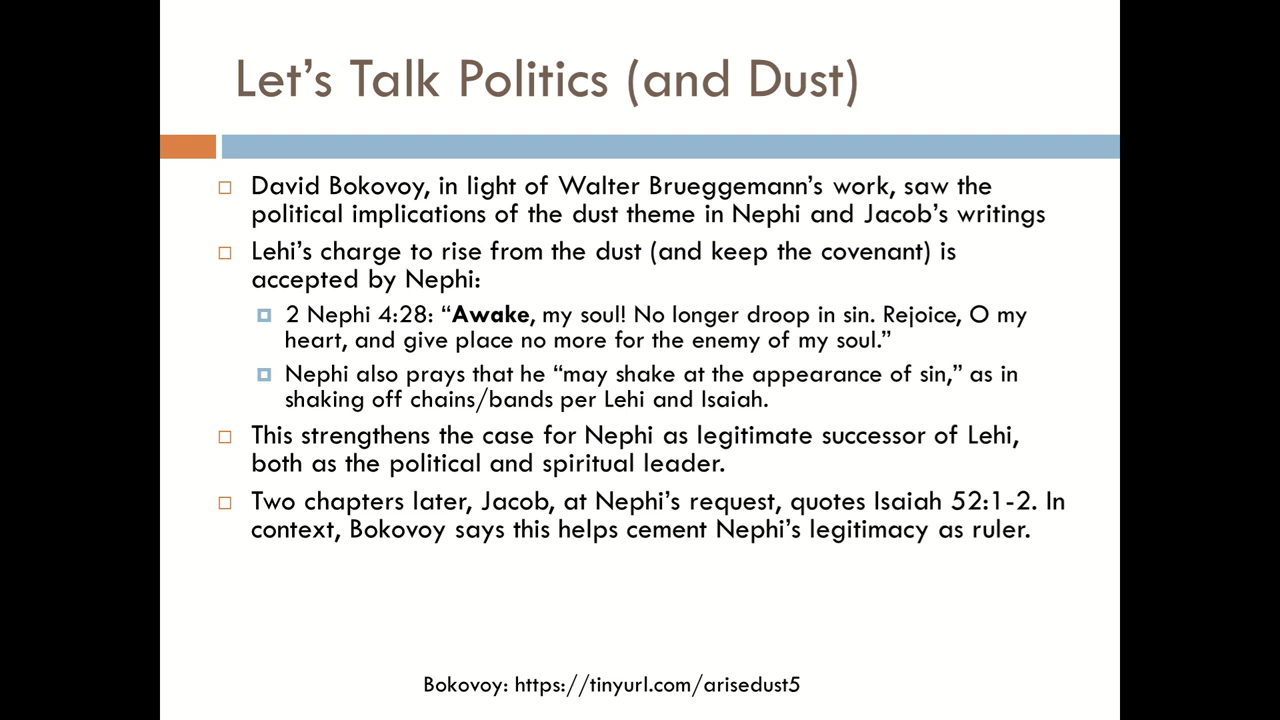 Let’s Talk Politics (and Dust)
David Bokovoy, in light of Walter Brueggemann’s work, saw the
political implications of the dust theme in Nephi and Jacob’s writings
Lehi’s charge to rise from the dust (and keep the covenant) is
accepted by Nephi:
2 Nephi 4:28: “Awake, my soul! No longer droop in sin. Rejoice, O my
heart, and give place no more for the enemy of my soul.”
Nephi also prays that he “may shake at the appearance of sin,” as in
shaking off chains/bands per Lehi and Isaiah.
This strengthens the case for Nephi as legitimate successor of Lehi,
both as the political and spiritual leader.
Two chapters later, Jacob, at Nephi’s request, quotes Isaiah 52:1-2. In
context, Bokovoy says this helps cement Nephi’s legitimacy as ruler.
Bokovoy: https://tinyurl.com/arisedust5